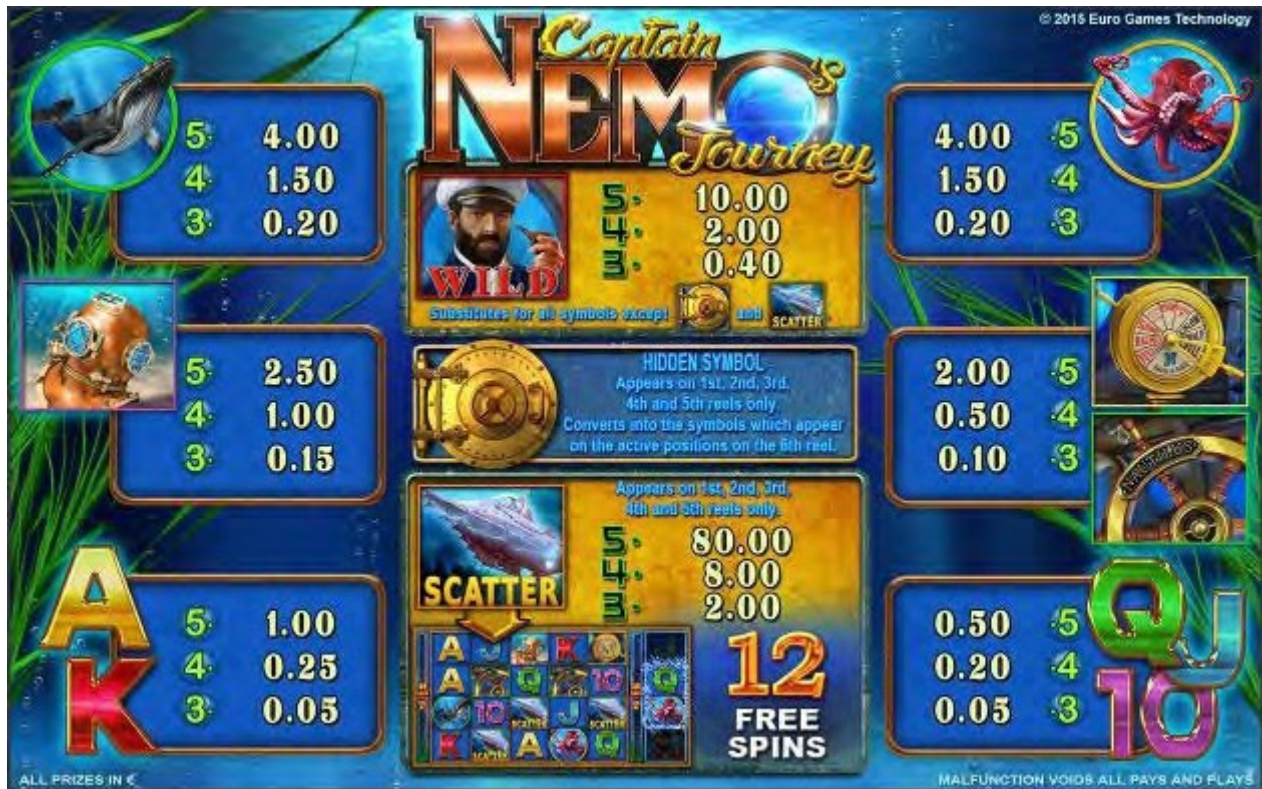 © 2015 Euro Games Technology
Captain
NEMO'S
Journey
5 4.00
4 1.50
3 0.20
WILD
5 10.00
4 2.00
3 0.40
Substitutes for all symbols except and
SCATTER
4.00 5
1.50 4
0.20 3
5 2.50
4 1.00
3 0.15
HIDDEN SYMBOL
Appears on 1st, 2nd, 3rd,
4th and 5th reels only.
Converts into the symbols which appear
on the active positions on the 6th reel.
2.00 5
0.50 4
0.10 3
NAUTILUS
A
K
5 1.00
4 0.25
3 0.05
SCATTER
Appears on 1st, 2nd, 3rd,
4th and 5th reels only.
5 80.00
4 8.00
3 2.00
A J K
A Q 10 Q
10 SCATTER J SCATTER
K SCATTER A Q
12
FREE
SPINS
0.50 5
0.20 4
0.05 3
Q
J
10
ALL PRIZES IN €
MALFUNCTION VOIDS ALL PAYS AND PLAYS